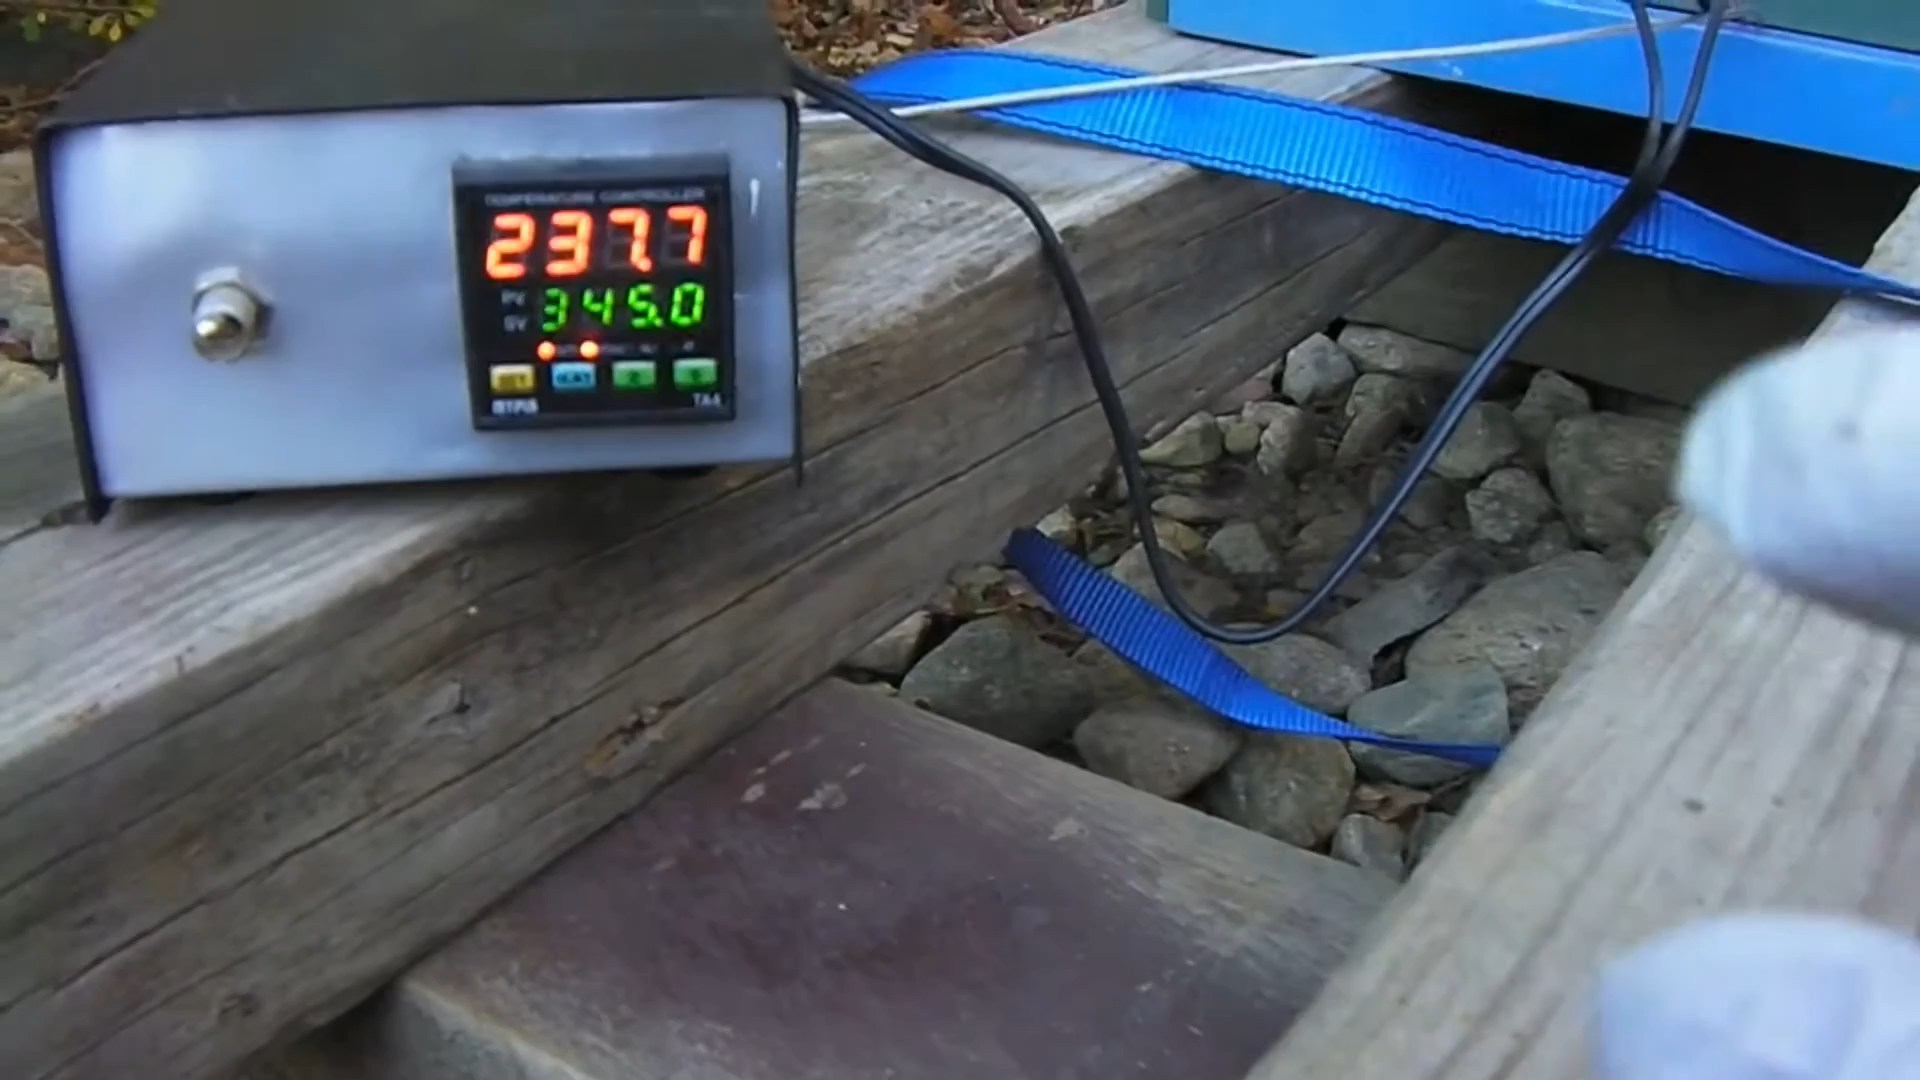 TEMPERATURE CONTROLLER
237.7
PV
345.0
SV
SET
TA4